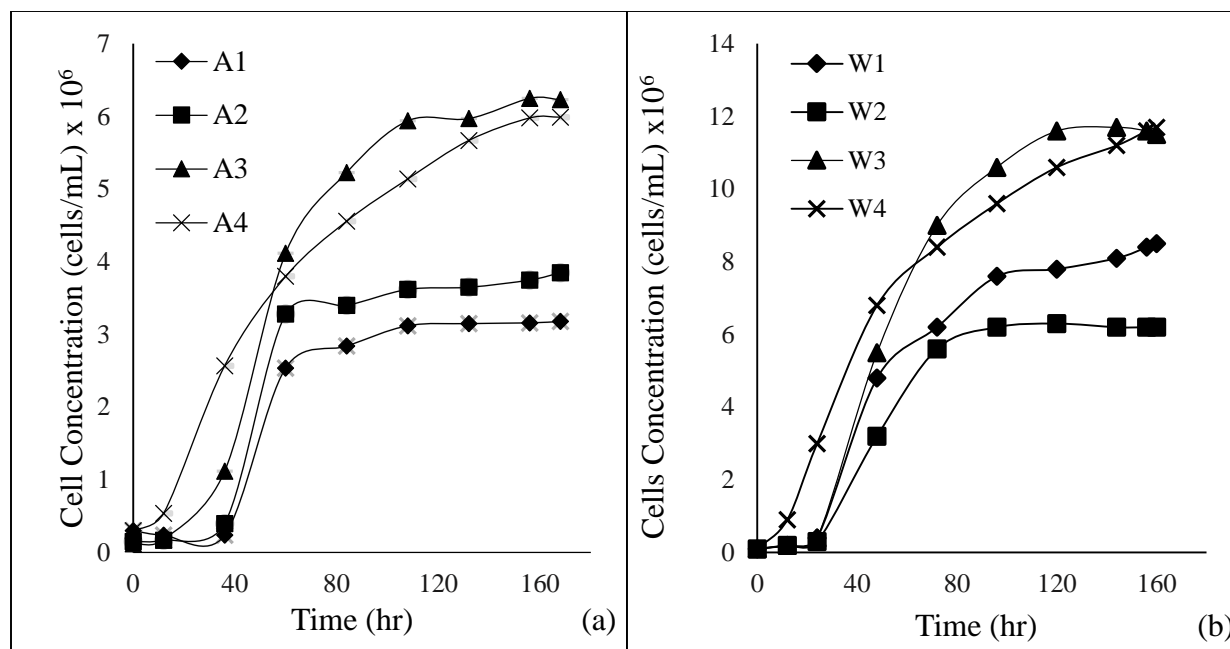 Cell Concentration (cells/mL) x 10⁶
7
6
5
4
3
2
1
0
A1
A2
A3
A4
0 40 80 120 160
Time (hr)
(a)
Cells Concentration (cells/mL) x10⁶
14
12
10
8
6
4
2
0
W1
W2
W3
W4
0 40 80 120 160
Time (hr)
(b)